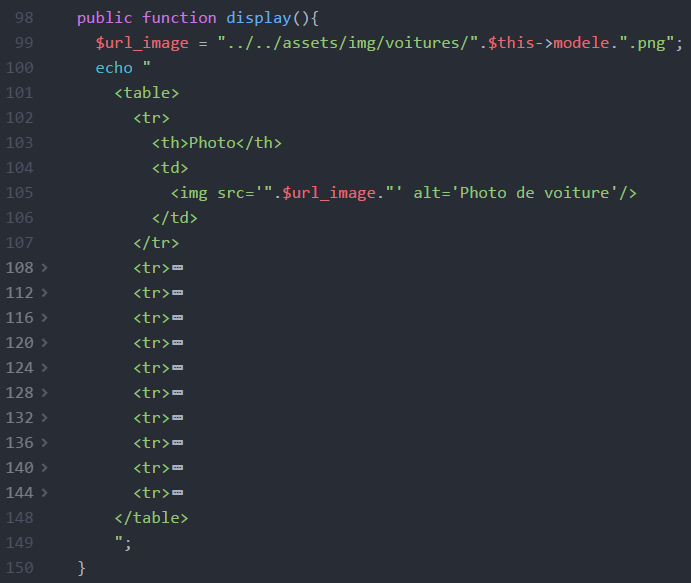 98 public function display(){
99 $url_image = "../../assets/img/voitures/".$this->modele.".png";
100 echo "
101 <table>
102 <tr>
103 <th>Photo</th>
104 <td>
105 <img src='".$url_image."' alt='Photo de voiture'/>
106 </td>
107 </tr>
108 > <tr>
112 > <tr>
116 > <tr>
120 > <tr>
124 > <tr>
128 > <tr>
132 > <tr>
136 > <tr>
140 > <tr>
144 > <tr>
148 </table>
149 ";
150 }